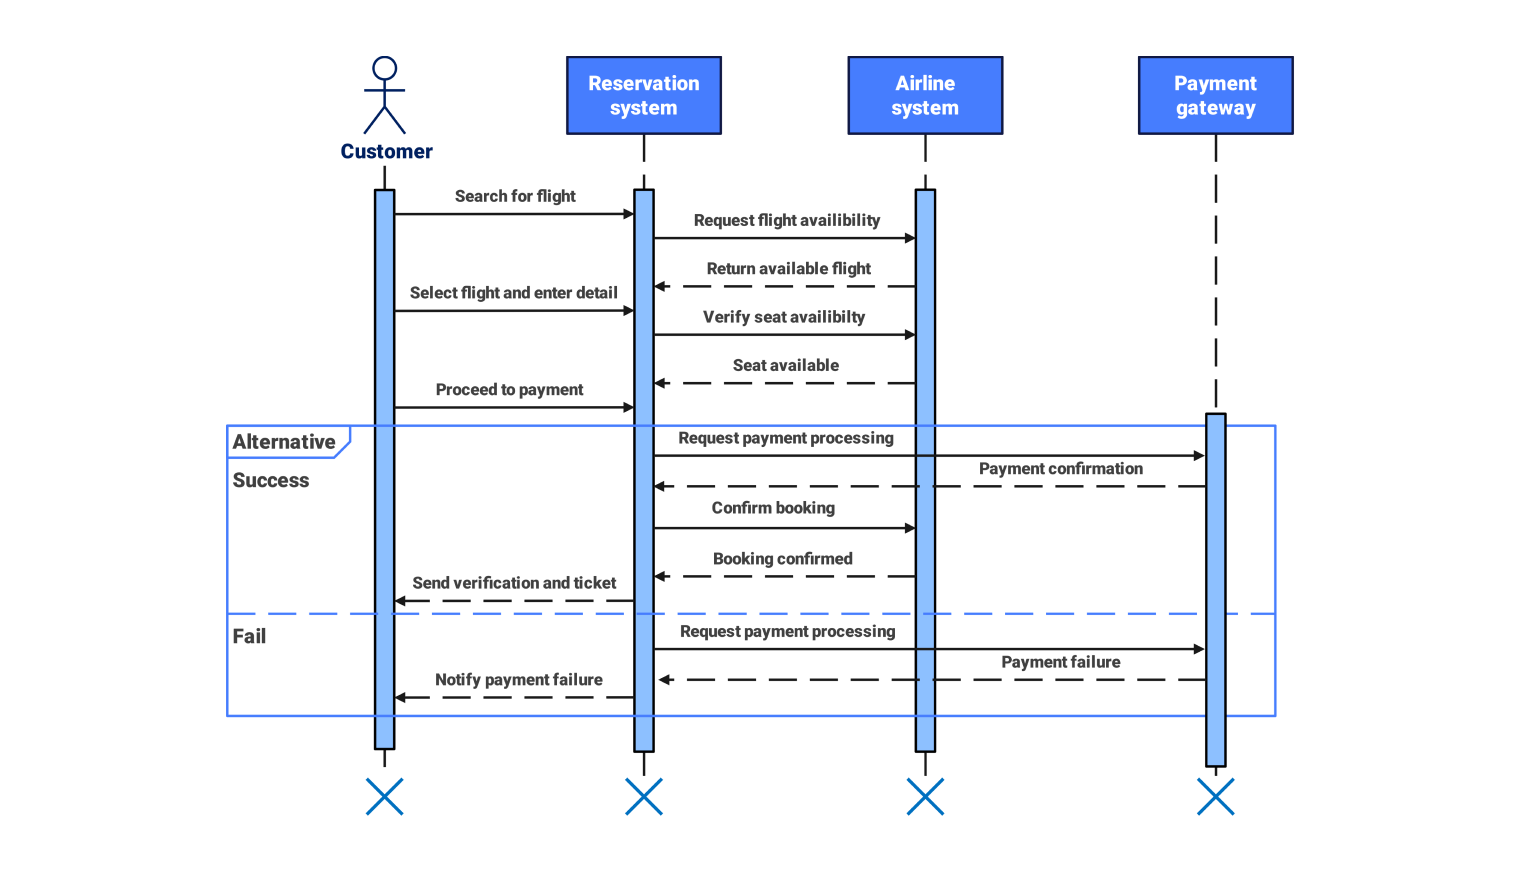 Reservation
system
Airline
system
Payment
gateway
Customer
Search for flight
Request flight availibility
Return available flight
Select flight and enter detail
Verify seat availibilty
Seat available
Proceed to payment
Alternative
Request payment processing
Payment confirmation
Success
Confirm booking
Booking confirmed
Send verification and ticket
Fail
Request payment processing
Payment failure
Notify payment failure